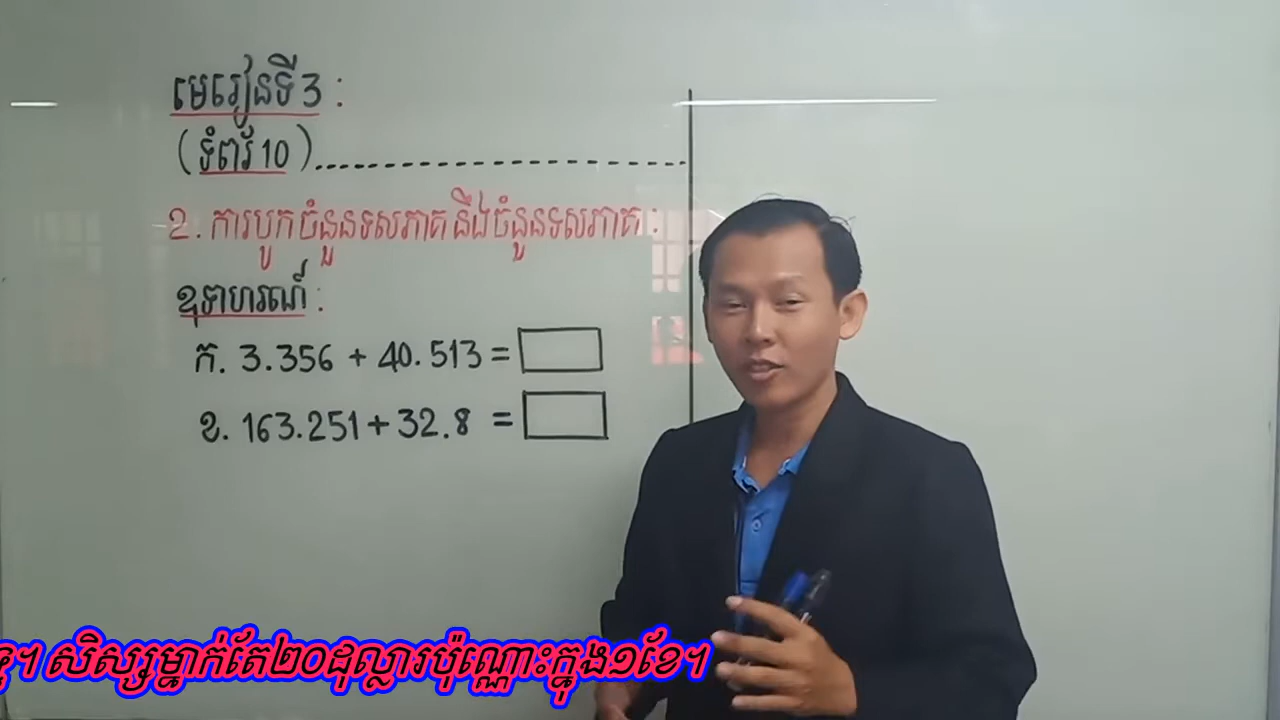 មេរៀនទី 3 :
(ទំព័រ 10)
2. ការបូកចំនួនទសភាគ នឹងចំនួនទសភាគ :
ឧទាហរណ៍ :
ក. 3.356 + 40.513 =
ខ. 163.251 + 32.8 =
។ សិស្សម្នាក់តែ២០ដុល្លារប៉ុណ្ណោះក្នុង១ខែ។